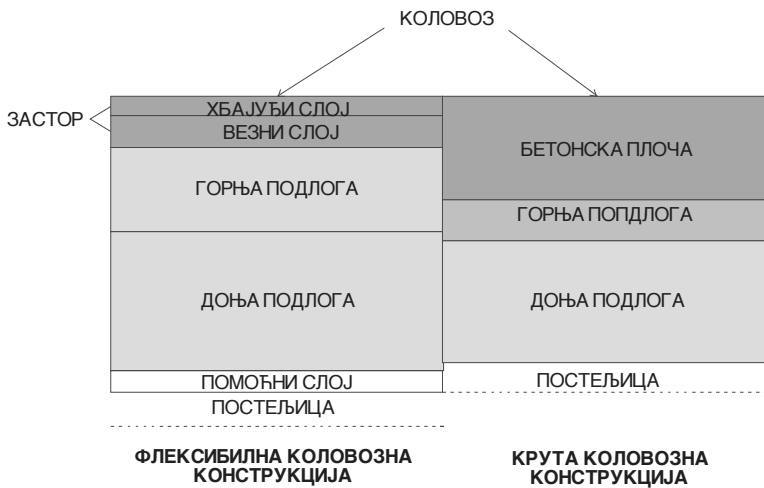 КОЛОВОЗ
ЗАСТОР
ХБАЈУЂИ СЛОЈ
ВЕЗНИ СЛОЈ
ГОРЊА ПОДЛОГА
ДОЊА ПОДЛОГА
ПОМОЋНИ СЛОЈ
ПОСТЕЉИЦА
БЕТОНСКА ПЛОЧА
ГОРЊА ПОПДЛОГА
ДОЊА ПОДЛОГА
ПОСТЕЉИЦА
ФЛЕКСИБИЛНА КОЛОВОЗНА
КОНСТРУКЦИЈА
КРУТА КОЛОВОЗНА
КОНСТРУКЦИЈА